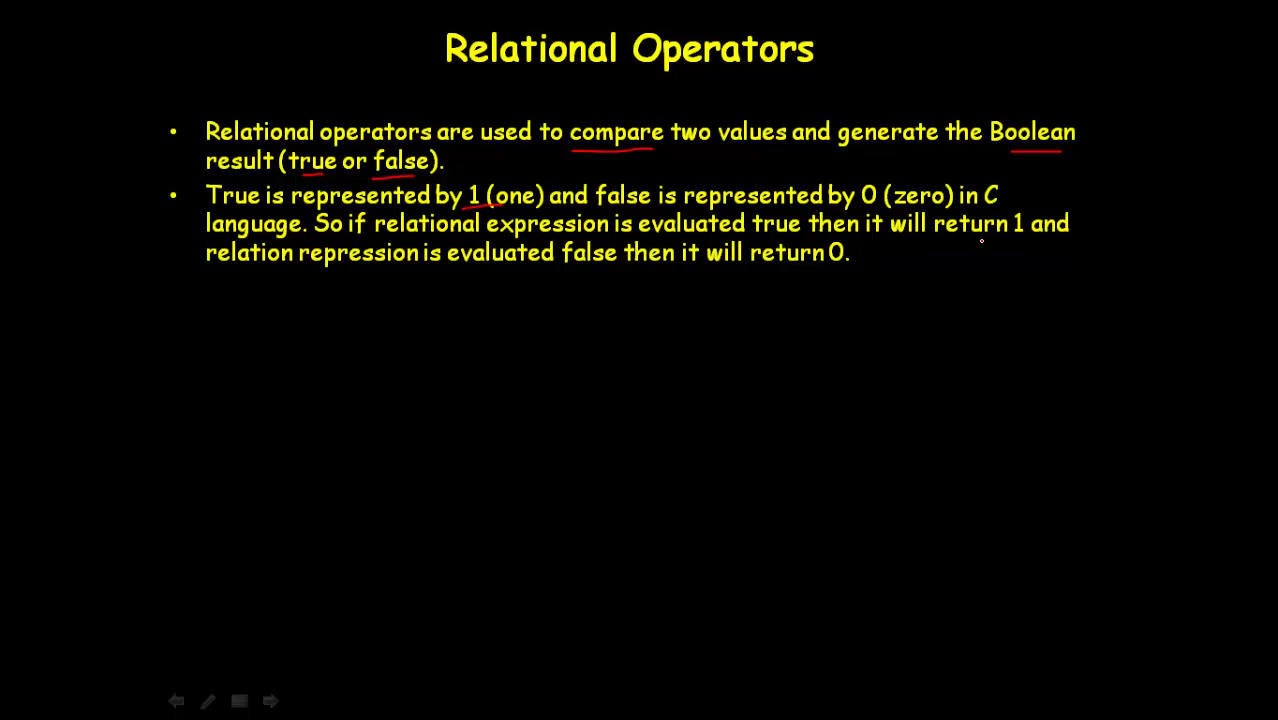 Relational Operators
• Relational operators are used to compare two values and generate the Boolean
result (true or false).
• True is represented by 1 (one) and false is represented by 0 (zero) in C
language. So if relational expression is evaluated true then it will return 1 and
relation repression is evaluated false then it will return 0.